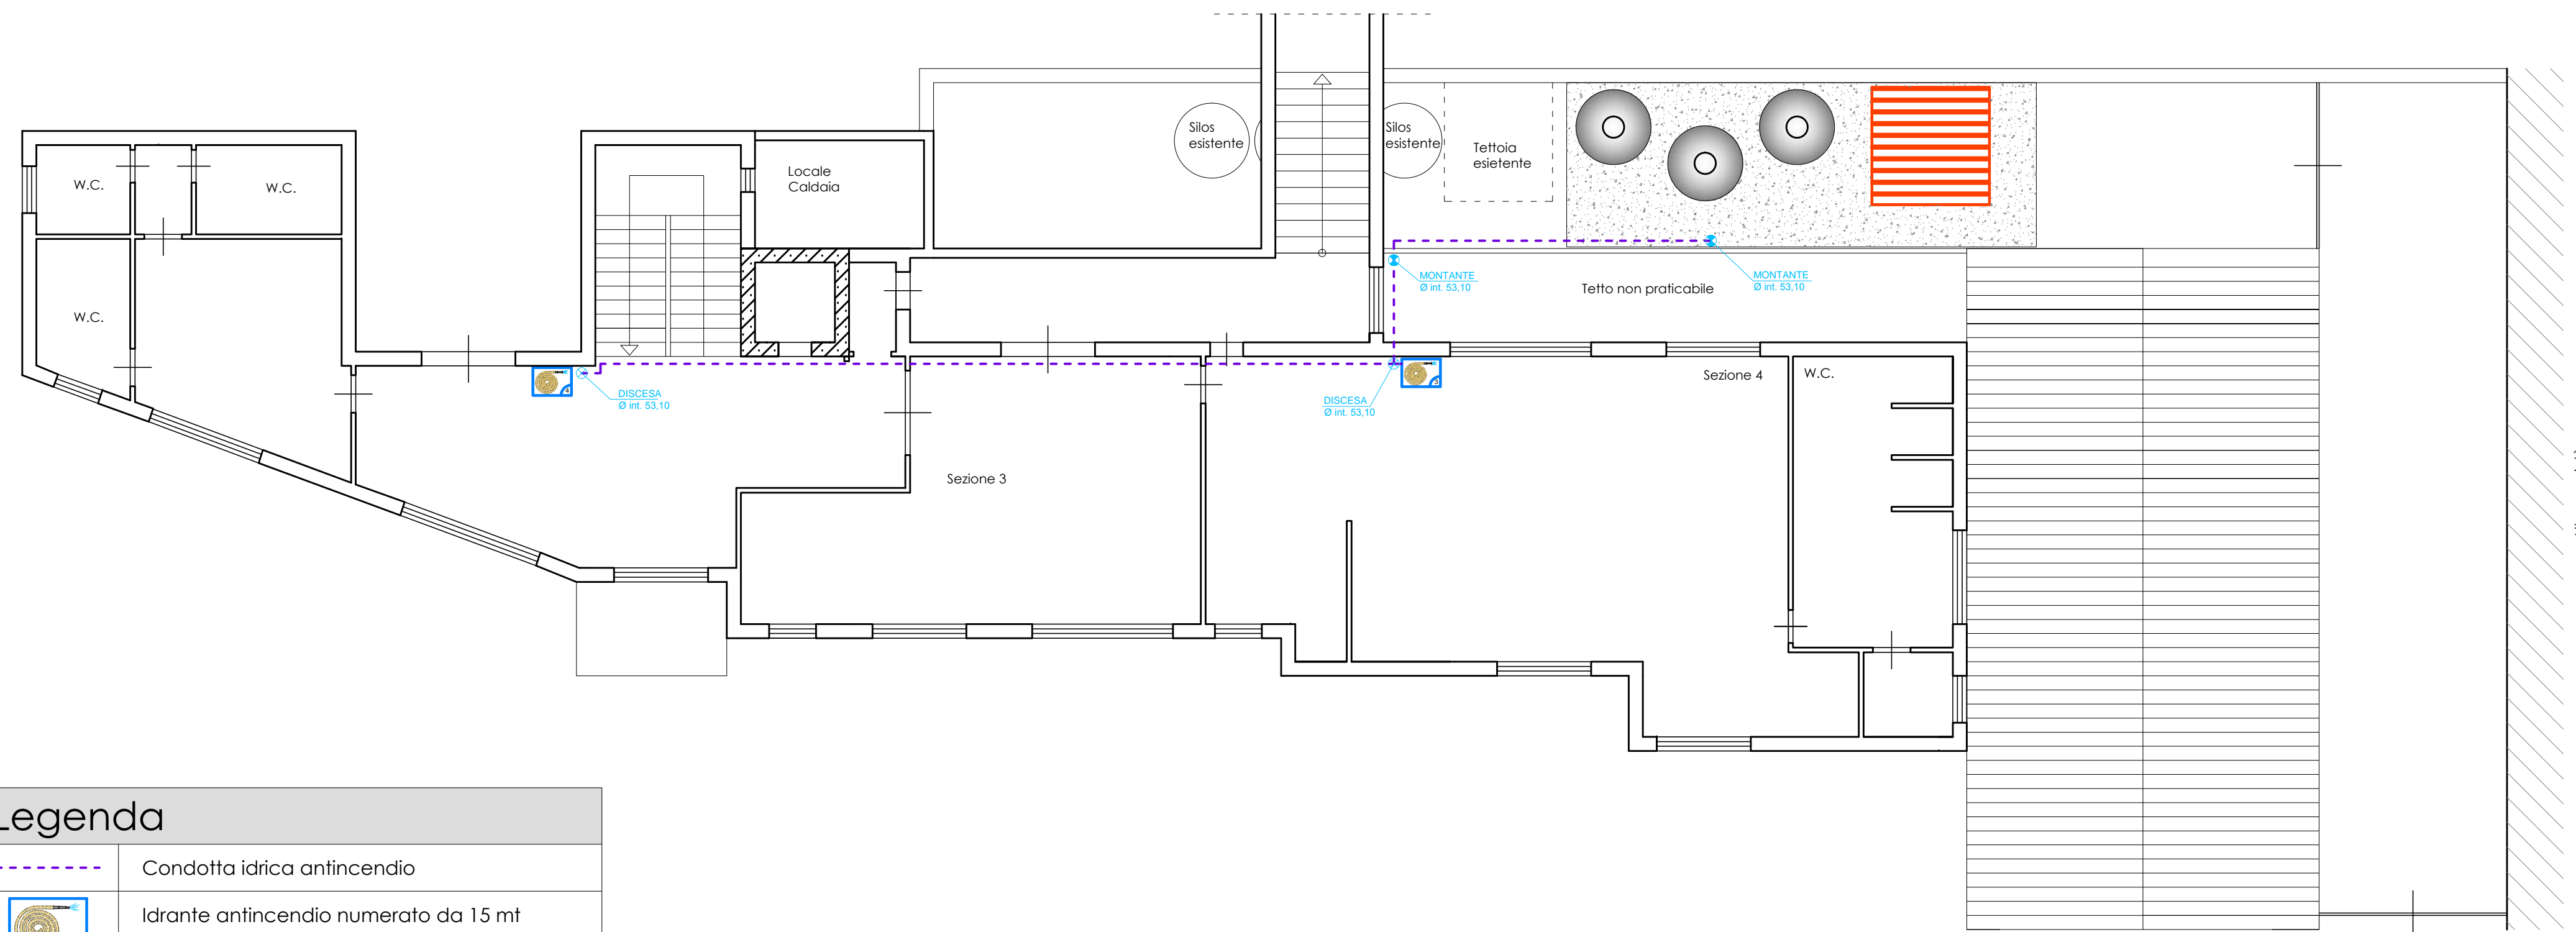 Silos
esistente
Silos
esistente
Tettoia
esietente
Locale
Caldaia
W.C.
W.C.
W.C.
MONTANTE
Ø int. 53,10
MONTANTE
Ø int. 53,10
Tetto non praticabile
DISCESA
Ø int. 53,10
DISCESA
Ø int. 53,10
4
3
Sezione 4
W.C.
Sezione 3
Legenda
Condotta idrica antincendio
Idrante antincendio numerato da 15 mt